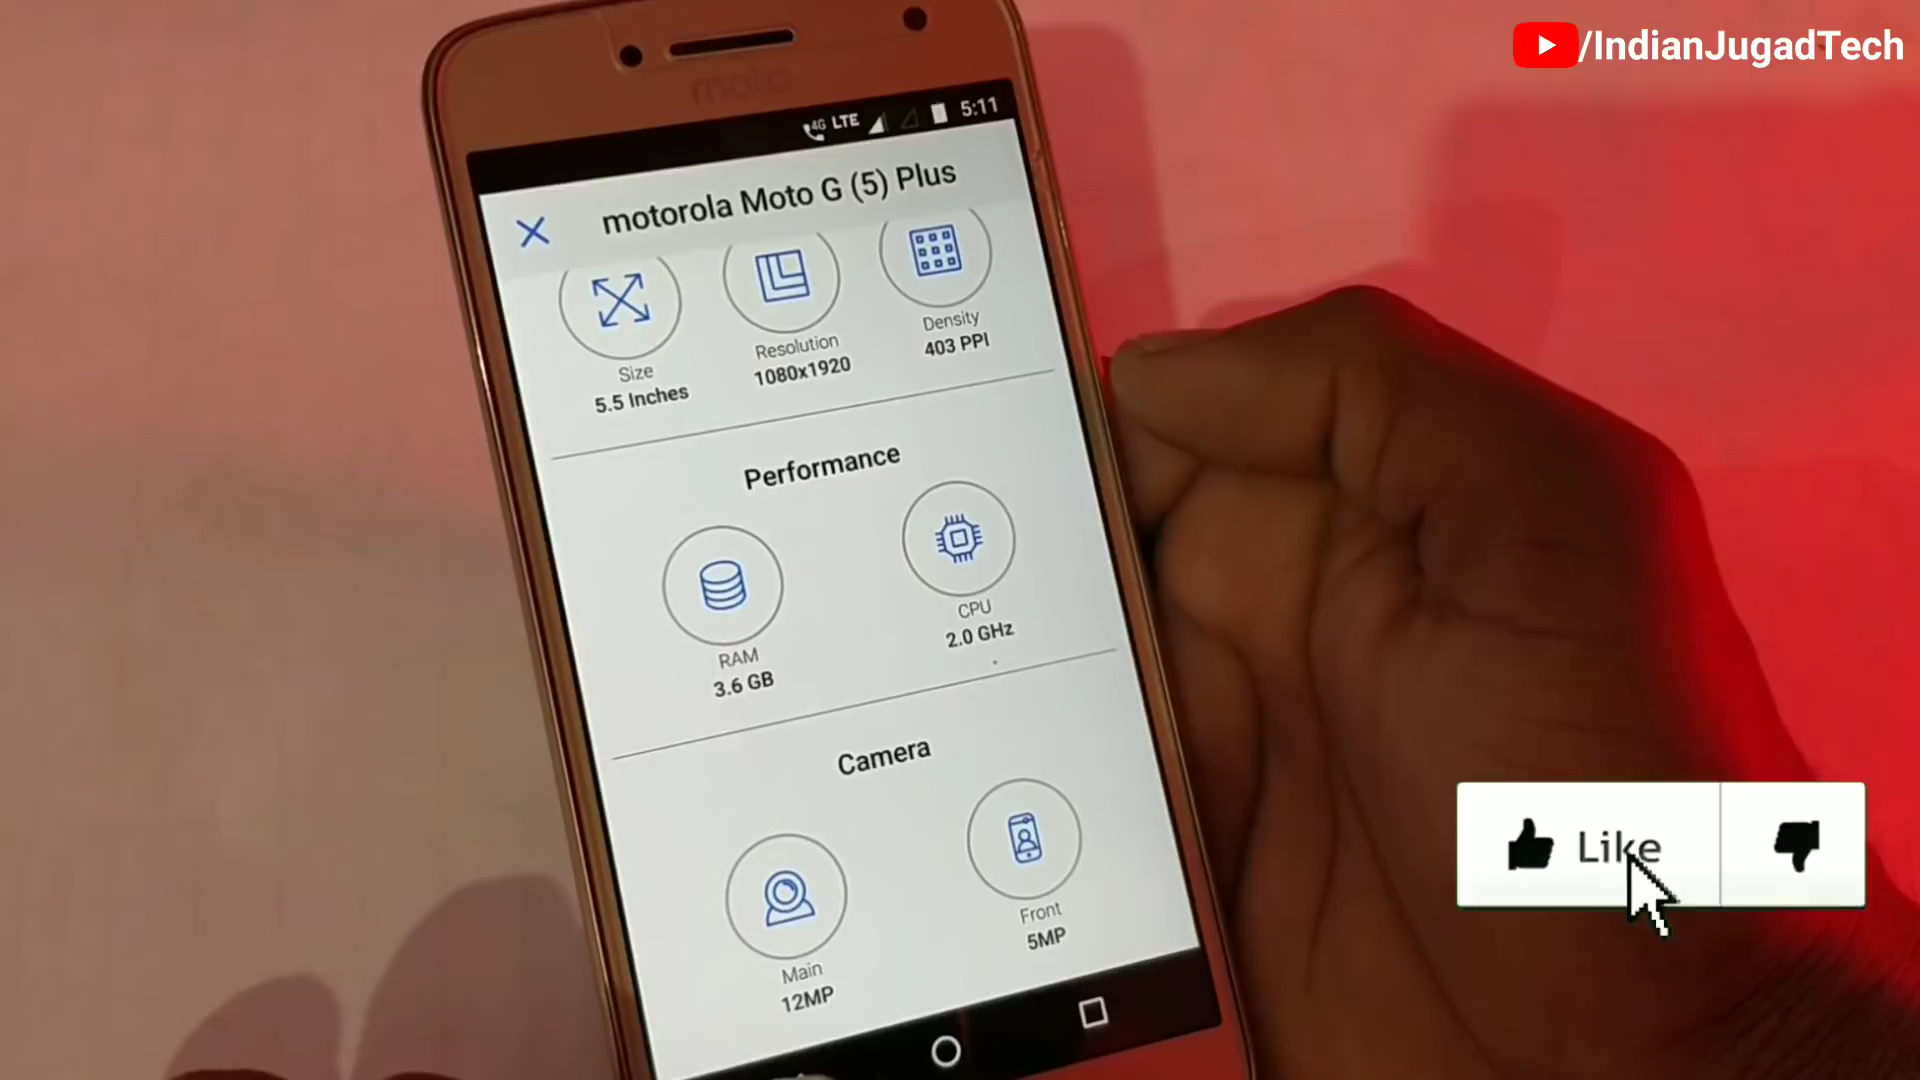 /IndianJugadTech
moto
4G LTE 5:11
motorola Moto G (5) Plus
Size
5.5 Inches
Resolution
1080x1920
Density
403 PPI
Performance
RAM
3.6 GB
CPU
2.0 GHz
Camera
Main
12MP
Front
5MP
Like